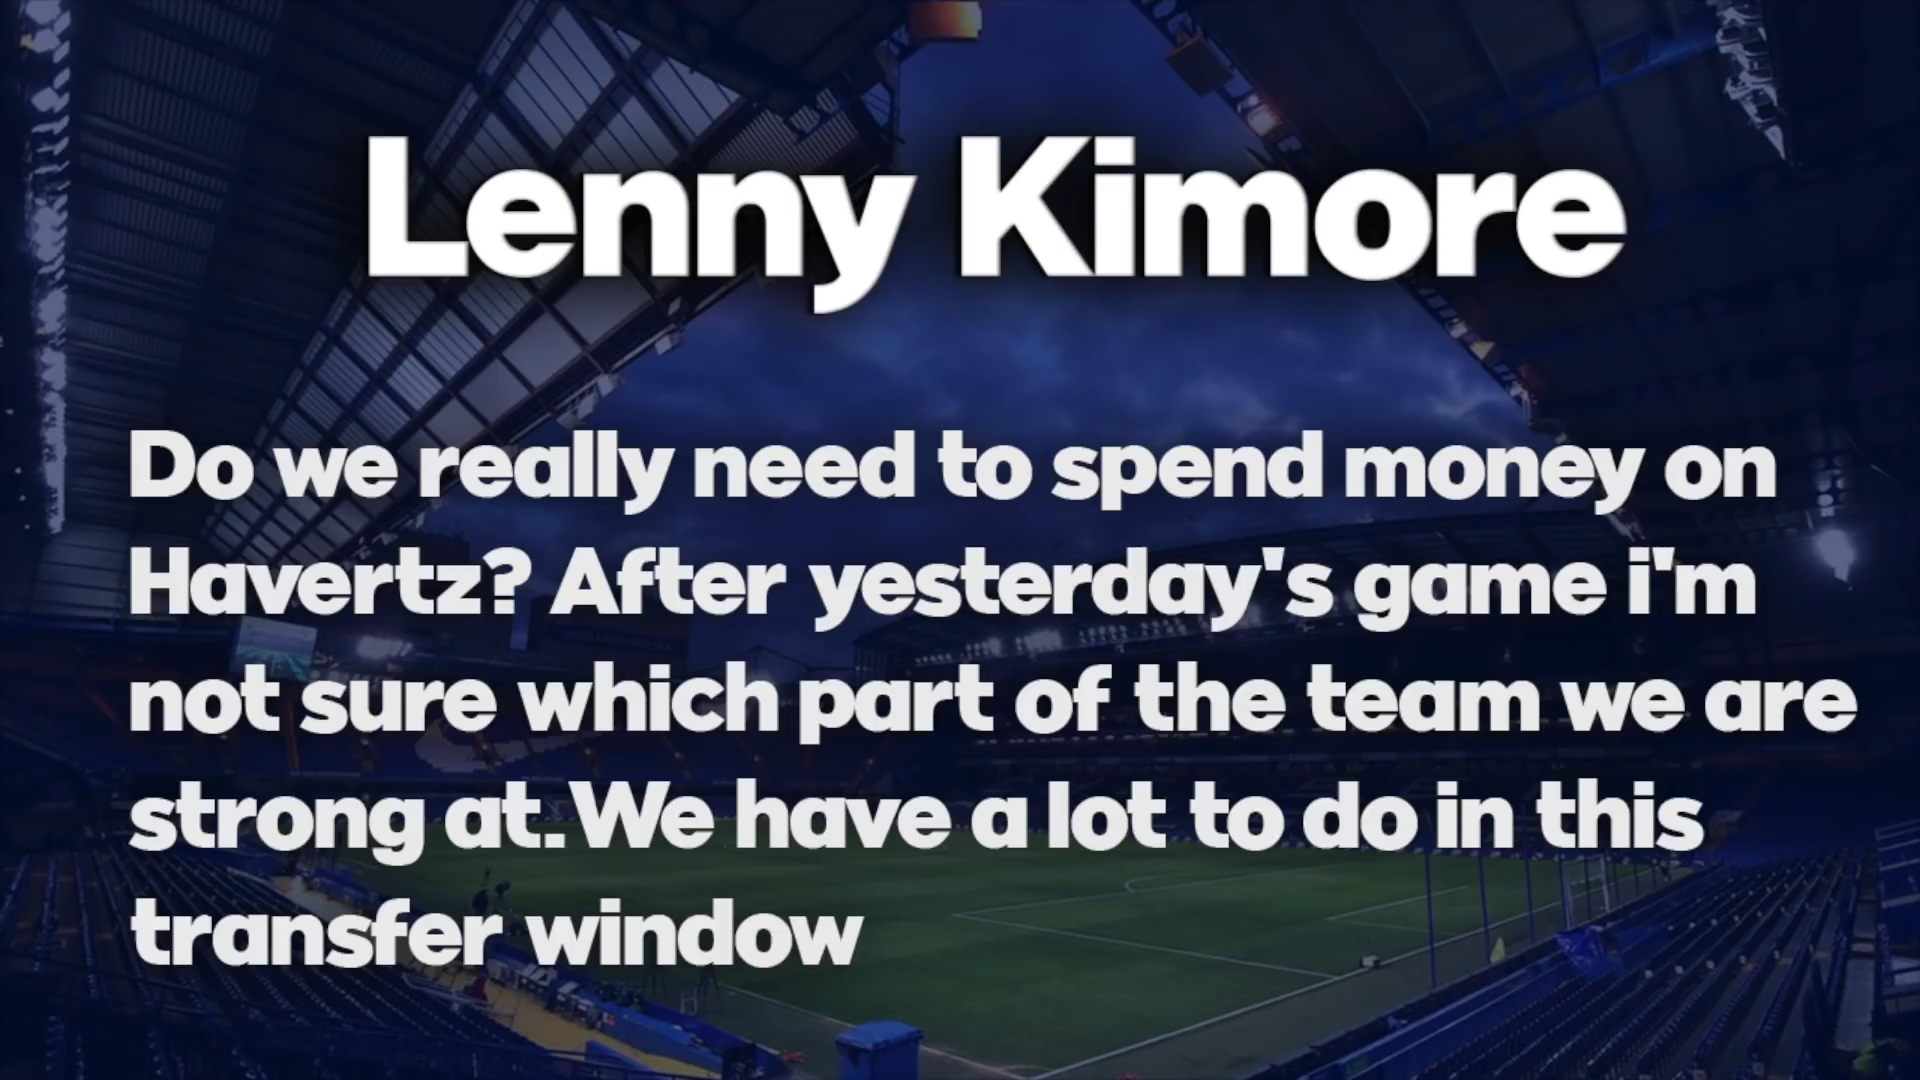 Lenny Kimore
Do we really need to spend money on
Havertz? After yesterday's game i'm
not sure which part of the team we are
strong at.We have a lot to do in this
transfer window